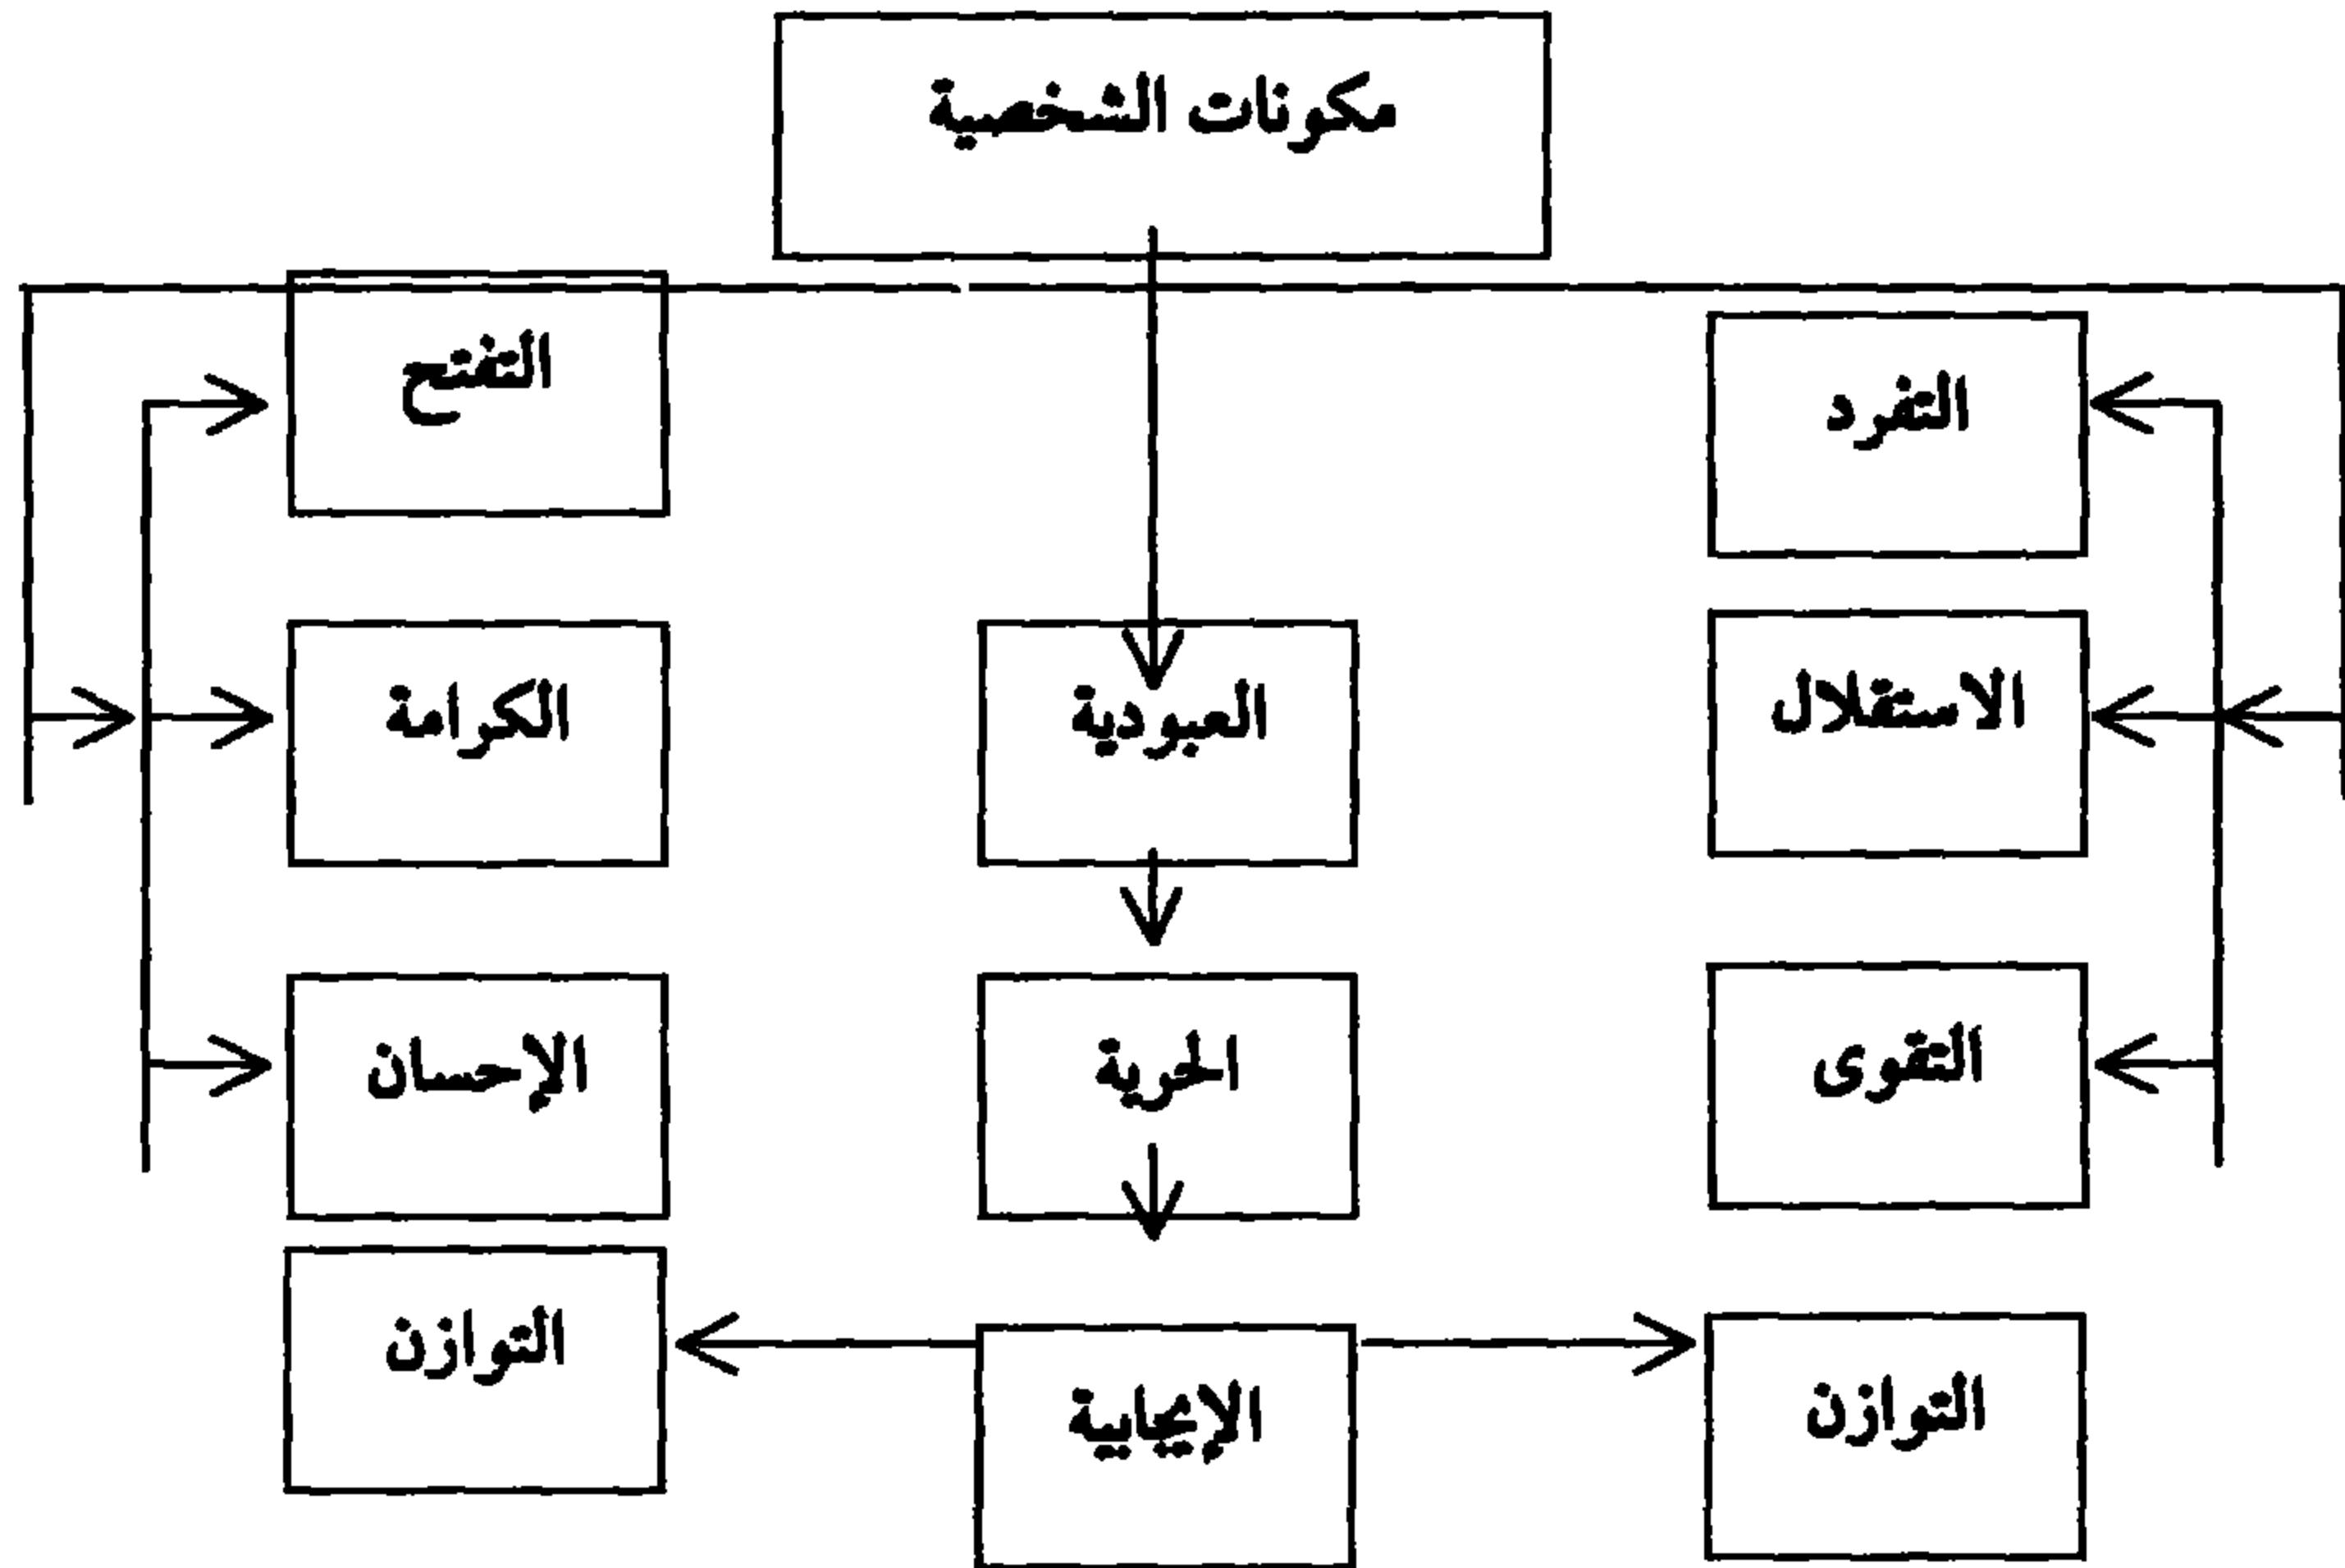 مكونات الشخصية
التفرد
التفتح
الاستقلال
العبودية
الكرامة
التقوى
الحرية
الإحسان
التوازن
الإيجابية
التوازن